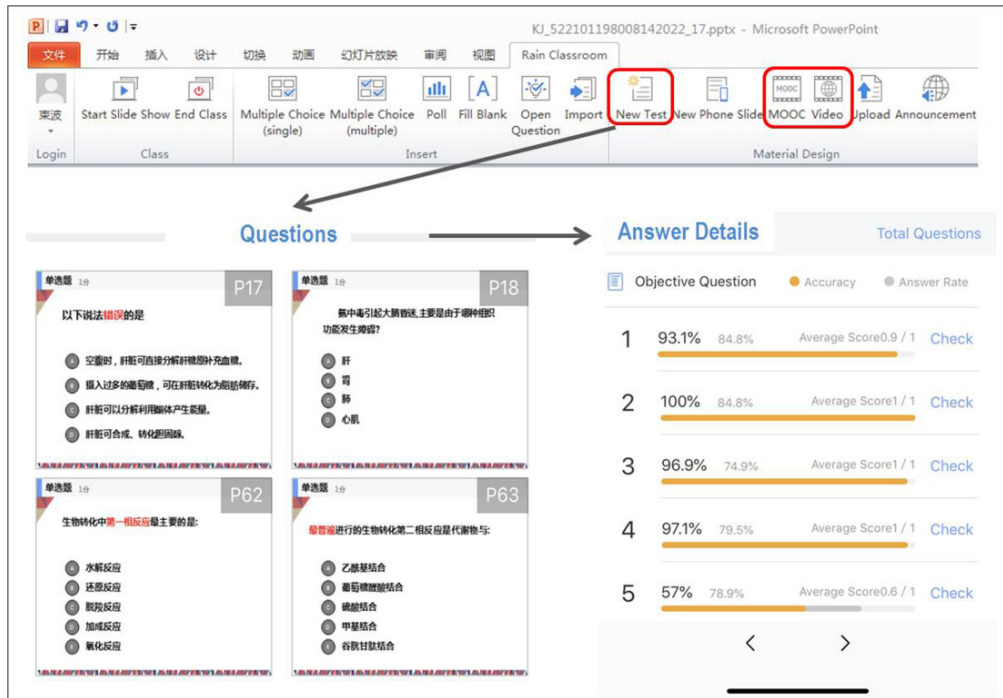 KJ_522101198008142022_17.pptx - Microsoft PowerPoint
文件 开始 插入 设计 切换 动画 幻灯片放映 审阅 视图 Rain Classroom
束波 Start Slide Show End Class Multiple Choice (single) Multiple Choice (multiple) Poll Fill Blank Open Question Import New Test New Phone Slide MOOC Video Upload Announcement
Login Class Insert Material Design
Questions
单选题 1分 P17
以下说法错误的是
A 空腹时，肝脏可直接分解肝糖原补充血糖。
B 摄入过多的葡萄糖，可在肝脏转化为脂肪储存。
C 肝脏可以分解利用酮体产生能量。
D 肝脏可合成、转化胆固醇。
单选题 1分 P18
氨中毒引起大脑昏迷,主要是由于哪种组织
功能发生障碍?
A 肝
B 肾
C 肺
D 心肌
单选题 1分 P62
生物转化中第一相反应最主要的是:
A 水解反应
B 还原反应
C 脱羧反应
D 加成反应
E 氧化反应
单选题 1分 P63
最普遍进行的生物转化第二相反应是代谢物与:
A 乙酰基结合
B 葡萄糖醛酸结合
C 硫酸结合
D 甲基结合
E 谷胱甘肽结合
Answer Details Total Questions
Objective Question Accuracy Answer Rate
1 93.1% 84.8% Average Score0.9 / 1 Check
2 100% 84.8% Average Score1 / 1 Check
3 96.9% 74.9% Average Score1 / 1 Check
4 97.1% 79.5% Average Score1 / 1 Check
5 57% 78.9% Average Score0.6 / 1 Check